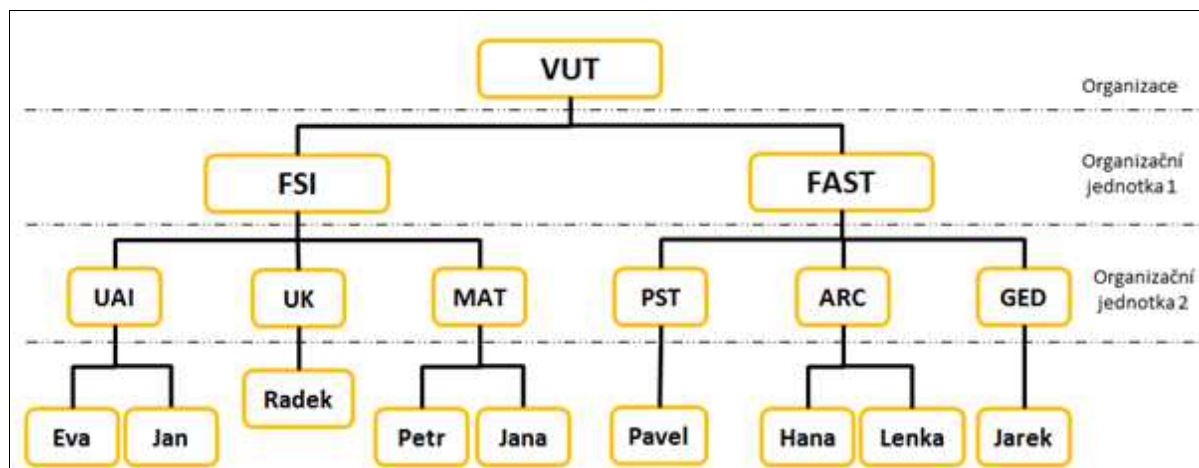 VUT
Organizace
FSI
FAST
Organizační
jednotka 1
UAI
UK
MAT
PST
ARC
GED
Organizační
jednotka 2
Radek
Eva
Jan
Petr
Jana
Pavel
Hana
Lenka
Jarek